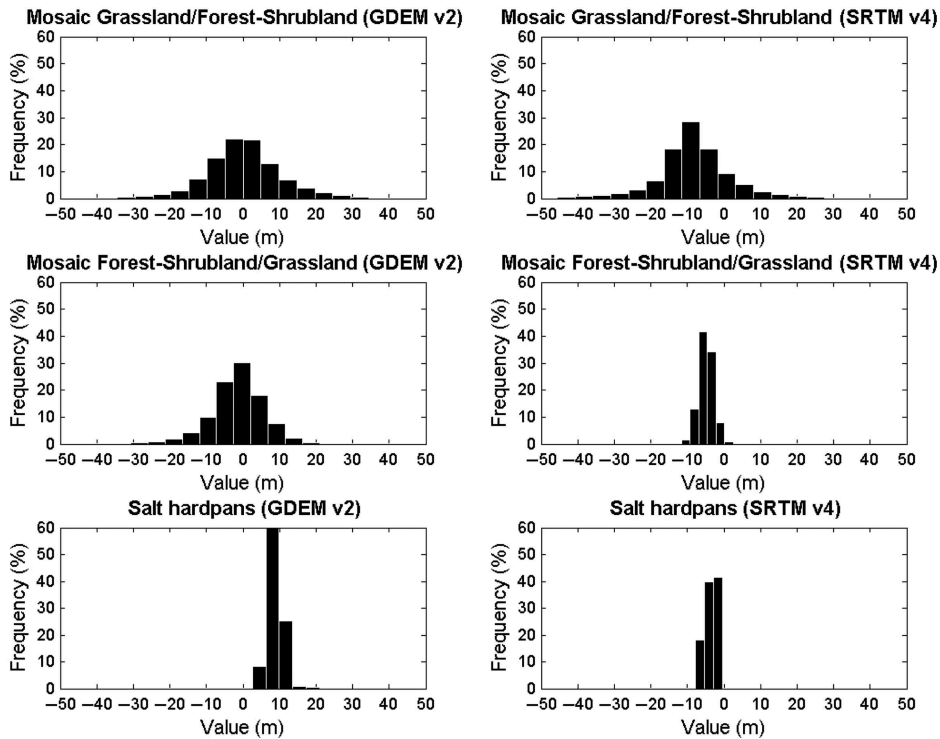 Mosaic Grassland/Forest-Shrubland (GDEM v2)
60
50
40
30
20
10
0
Frequency (%)
−50 −40 −30 −20 −10 0 10 20 30 40 50
Value (m)
Mosaic Grassland/Forest-Shrubland (SRTM v4)
60
50
40
30
20
10
0
Frequency (%)
−50 −40 −30 −20 −10 0 10 20 30 40 50
Value (m)
Mosaic Forest-Shrubland/Grassland (GDEM v2)
60
50
40
30
20
10
0
Frequency (%)
−50 −40 −30 −20 −10 0 10 20 30 40 50
Value (m)
Mosaic Forest-Shrubland/Grassland (SRTM v4)
60
50
40
30
20
10
0
Frequency (%)
−50 −40 −30 −20 −10 0 10 20 30 40 50
Value (m)
Salt hardpans (GDEM v2)
60
50
40
30
20
10
0
Frequency (%)
−50 −40 −30 −20 −10 0 10 20 30 40 50
Value (m)
Salt hardpans (SRTM v4)
60
50
40
30
20
10
0
Frequency (%)
−50 −40 −30 −20 −10 0 10 20 30 40 50
Value (m)